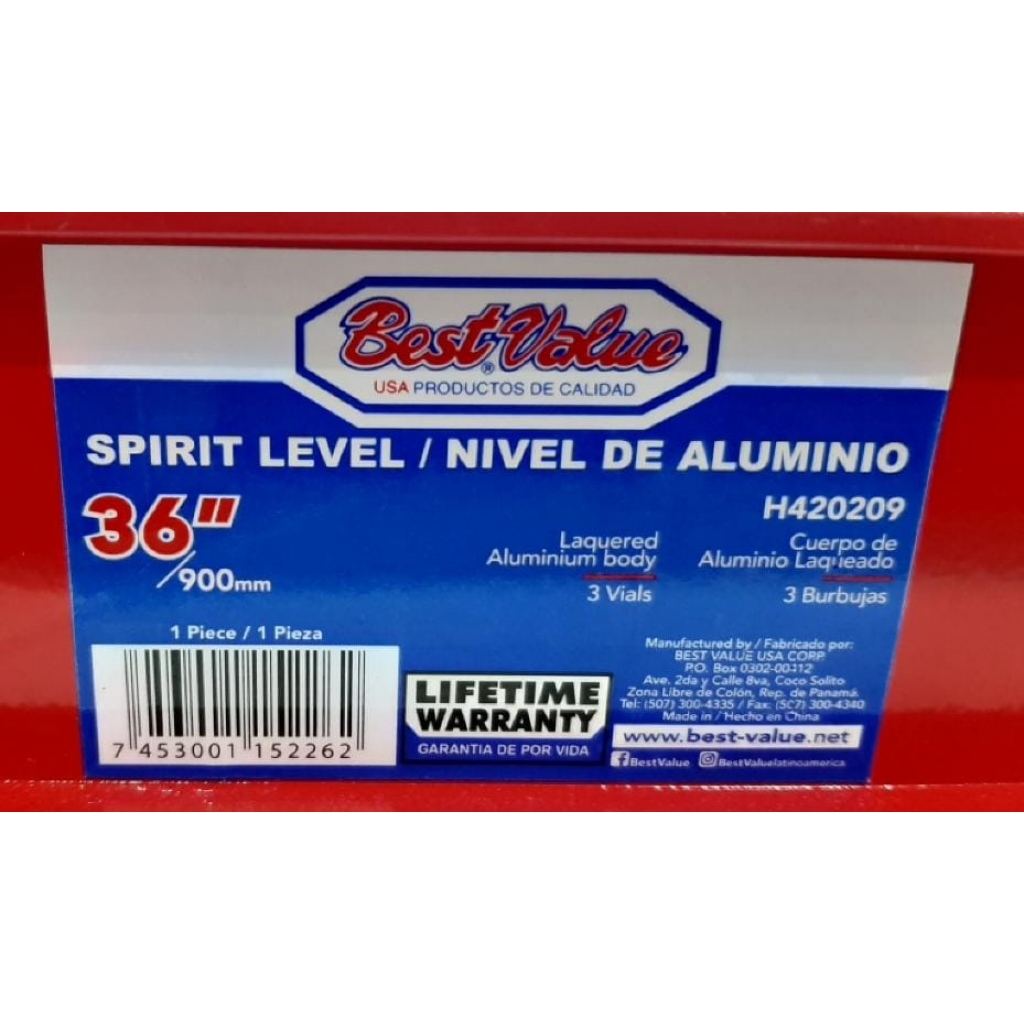 Best Value®
USA PRODUCTOS DE CALIDAD
SPIRIT LEVEL / NIVEL DE ALUMINIO
36"
/900mm
H420209
Laquered
Aluminium body
3 Vials
Cuerpo de
Aluminio Laqueado
3 Burbujas
1 Piece / 1 Pieza
7 453001 152262
LIFETIME
WARRANTY
GARANTIA DE POR VIDA
Manufactured by / Fabricado por:
BEST VALUE USA CORP.
P.O. Box 0302-00412
Ave. 2da y Calle 8va, Coco Solito
Zona Libre de Colón, Rep. de Panamá.
Tel: (507) 300-4335 / Fax: (507) 300-4340
Made in / Hecho en China
www.best-value.net
BestValue BestValuelatinoamerica